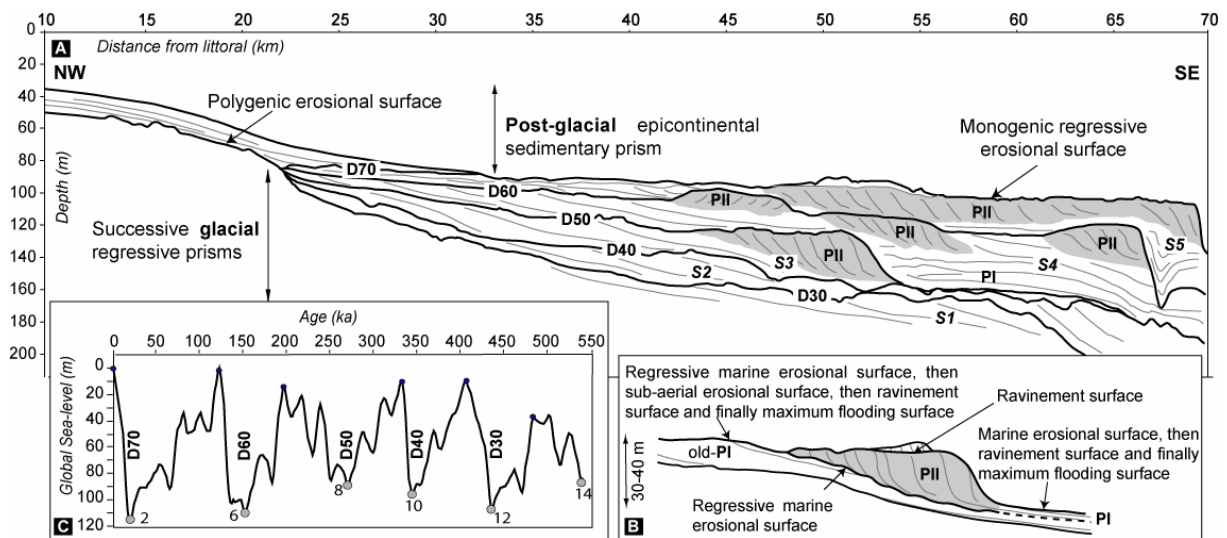 10 15 20 25 30 35 40 45 50 55 60 65 70
0
20
40
60
80
100
120
140
160
180
200
Depth (m)
A Distance from littoral (km)
NW
SE
Polygenic erosional surface
Post-glacial epicontinental
sedimentary prism
Monogenic regressive
erosional surface
Successive glacial
regressive prisms
D70
D60
D50
D40
D30
PII
PII
PII
PII
PII
PI
S1
S2
S3
S4
S5
Age (ka)
0 50 100 150 200 250 300 350 400 450 500 550
Global Sea-level (m)
0
20
40
60
80
100
120
D70
D60
D50
D40
D30
2
6
8
10
12
14
C
Regressive marine erosional surface, then
sub-aerial erosional surface, then ravinement
surface and finally maximum flooding surface
Ravinement surface
Marine erosional surface, then
ravinement surface and finally
maximum flooding surface
30-40 m
old-PI
PII
Regressive marine
erosional surface
PI
B